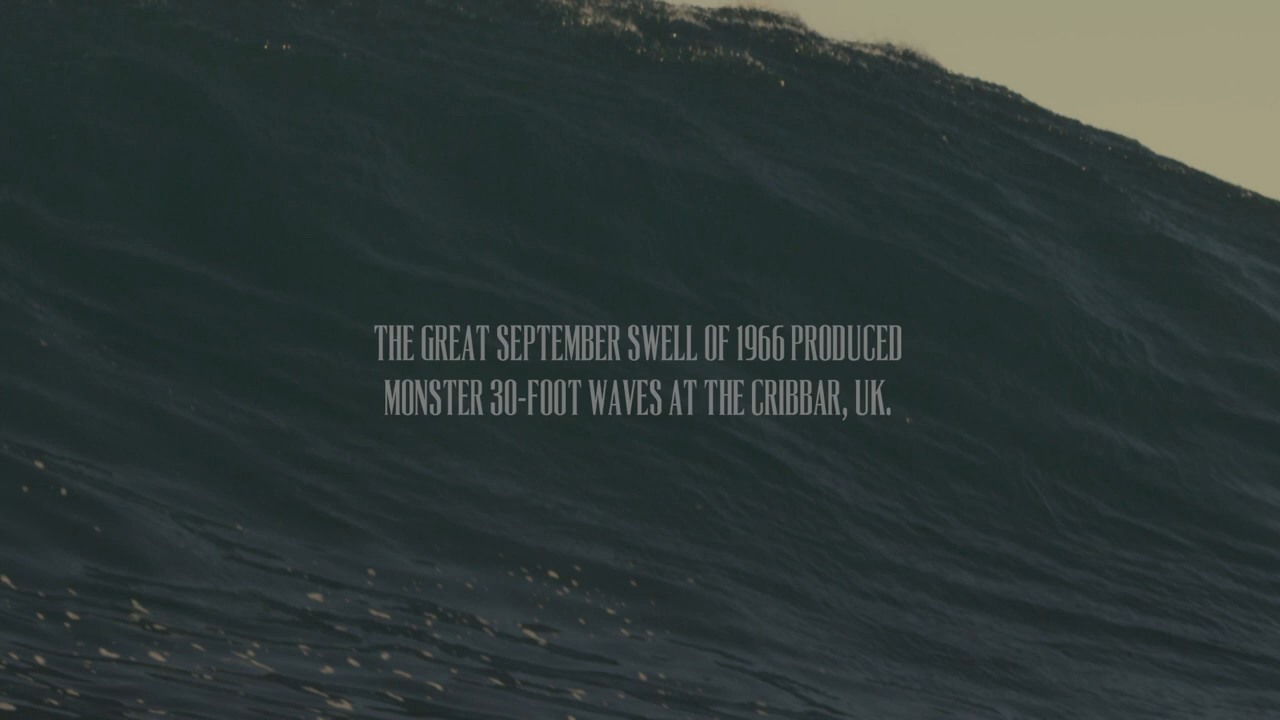 THE GREAT SEPTEMBER SWELL OF 1966 PRODUCED
MONSTER 30-FOOT WAVES AT THE CRIBBAR, UK.